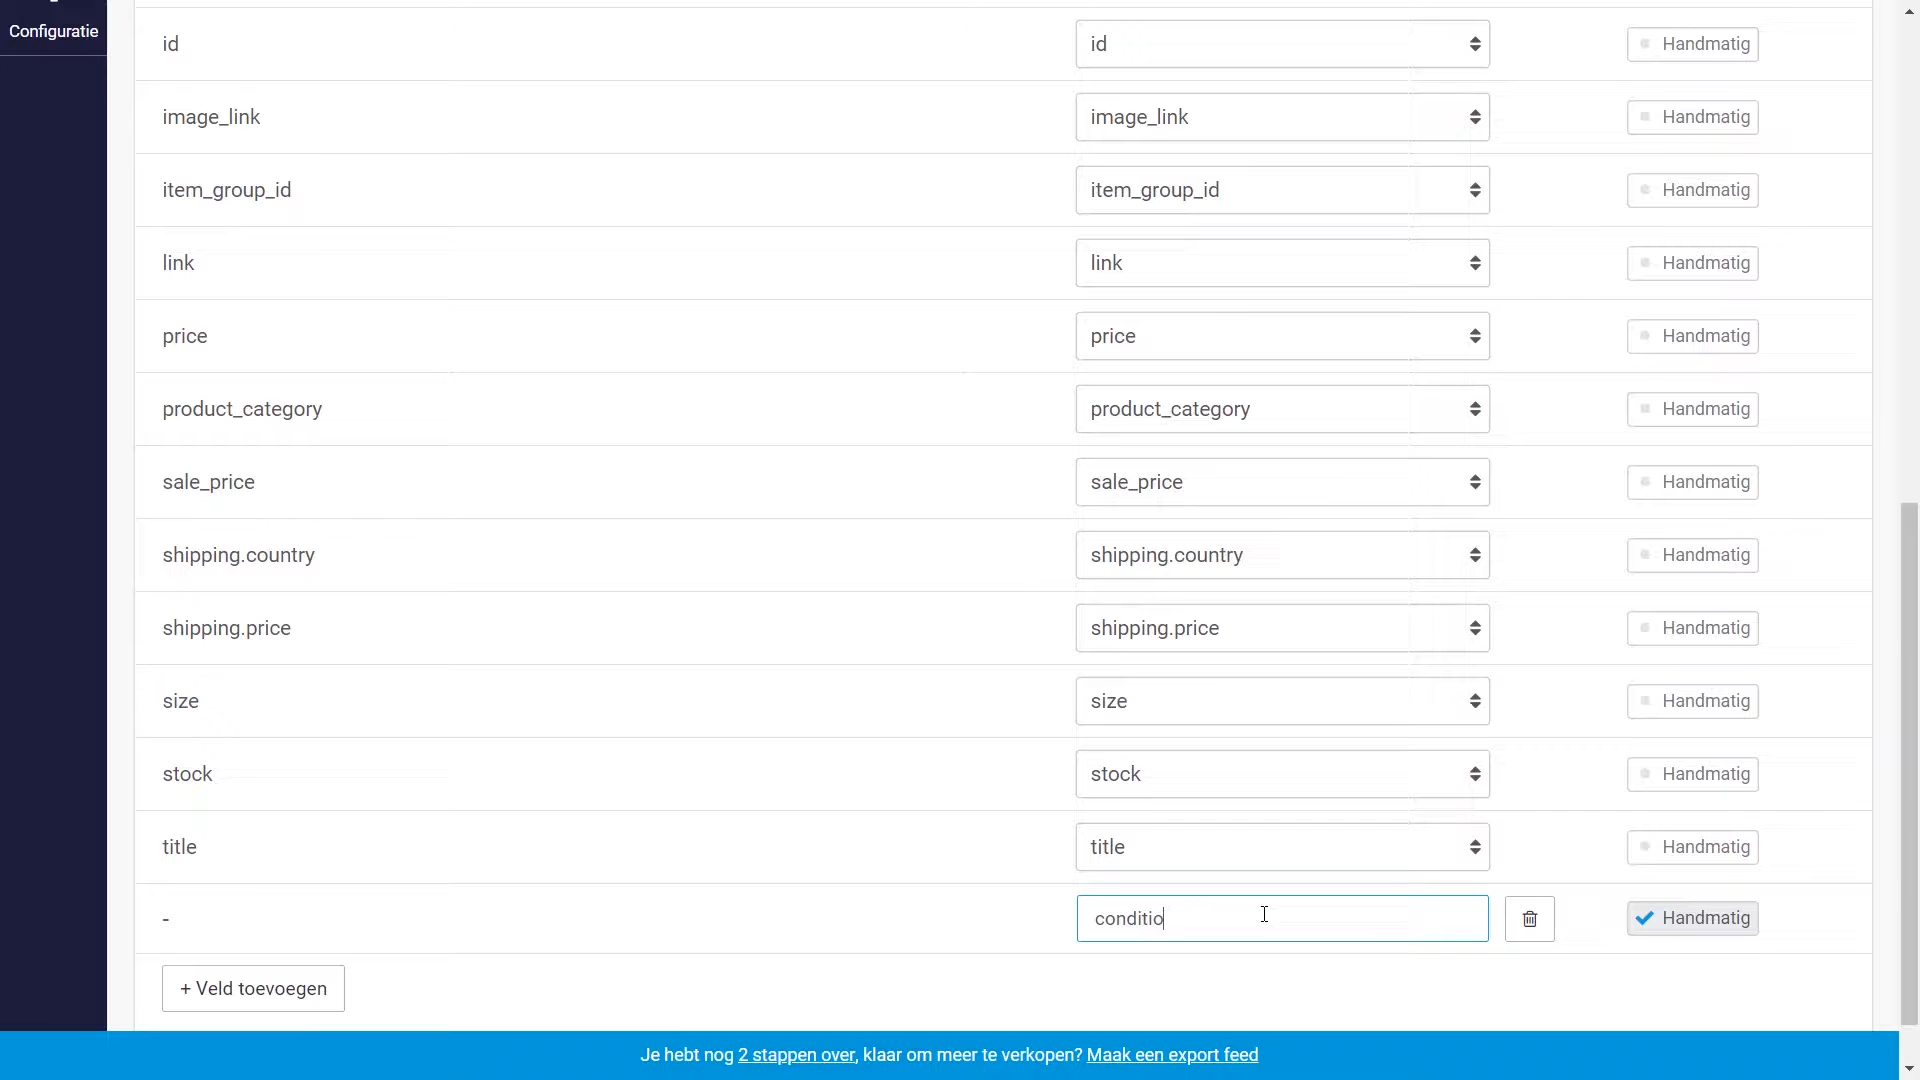 Configuratie
id id Handmatig
image_link image_link Handmatig
item_group_id item_group_id Handmatig
link link Handmatig
price price Handmatig
product_category product_category Handmatig
sale_price sale_price Handmatig
shipping.country shipping.country Handmatig
shipping.price shipping.price Handmatig
size size Handmatig
stock stock Handmatig
title title Handmatig
- conditio Handmatig
+ Veld toevoegen
Je hebt nog 2 stappen over, klaar om meer te verkopen? Maak een export feed